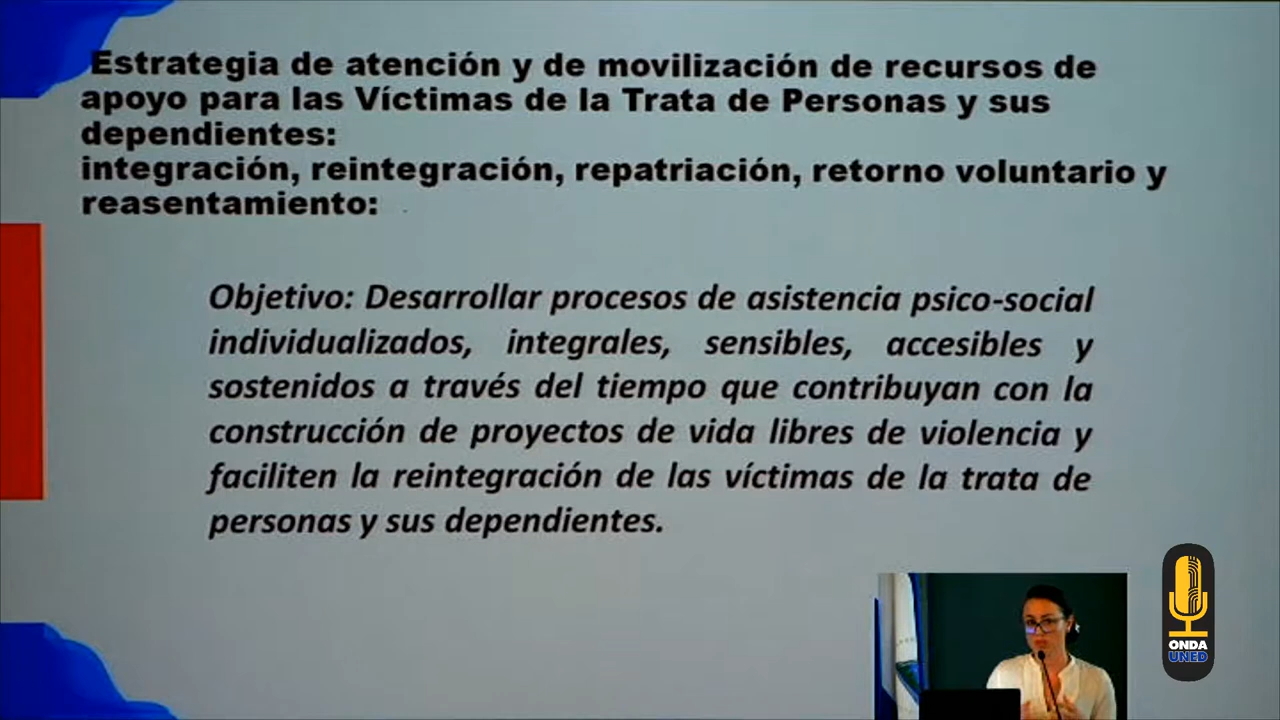 Estrategia de atención y de movilización de recursos de
apoyo para las Víctimas de la Trata de Personas y sus
dependientes:
integración, reintegración, repatriación, retorno voluntario y
reasentamiento:
Objetivo: Desarrollar procesos de asistencia psico-social
individualizados, integrales, sensibles, accesibles y
sostenidos a través del tiempo que contribuyan con la
construcción de proyectos de vida libres de violencia y
faciliten la reintegración de las víctimas de la trata de
personas y sus dependientes.
ONDA
UNED